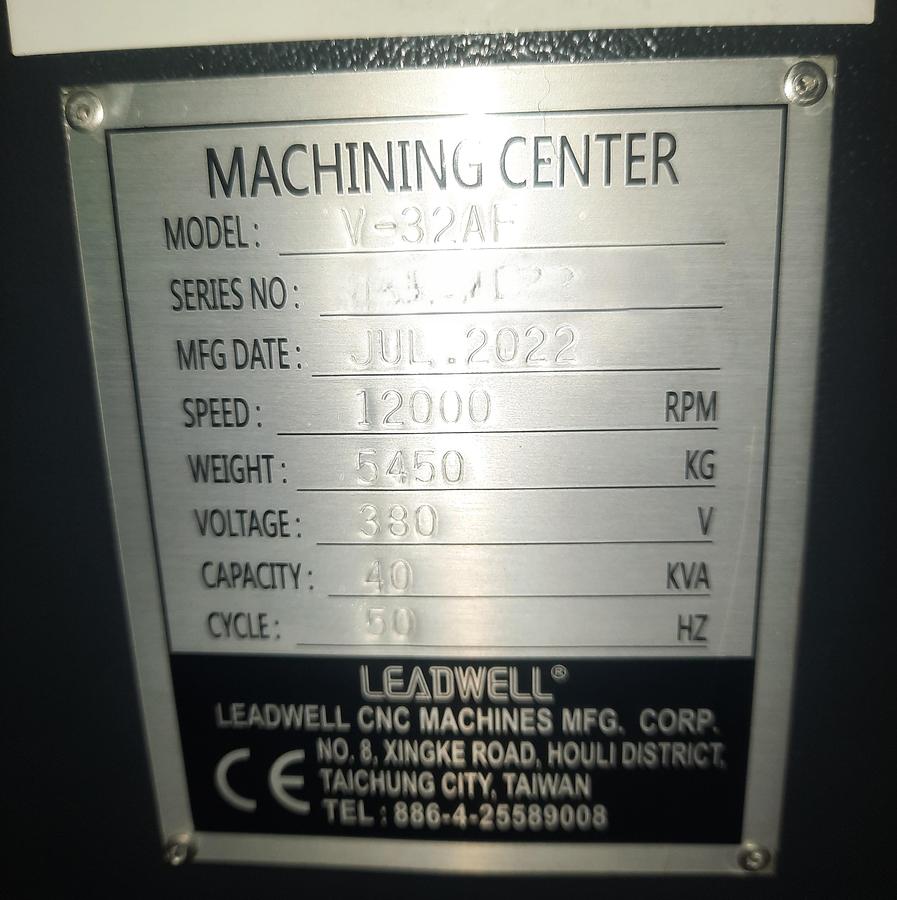 MACHINING CENTER
MODEL: V-32AF
SERIES NO:
MFG DATE: JUL.2022
SPEED: 12000 RPM
WEIGHT: 5450 KG
VOLTAGE: 380 V
CAPACITY: 40 KVA
CYCLE: 50 HZ
LEADWELL®
LEADWELL CNC MACHINES MFG. CORP.
CE NO. 8, XINGKE ROAD, HOULI DISTRICT,
TAICHUNG CITY, TAIWAN
TEL : 886-4-25589008